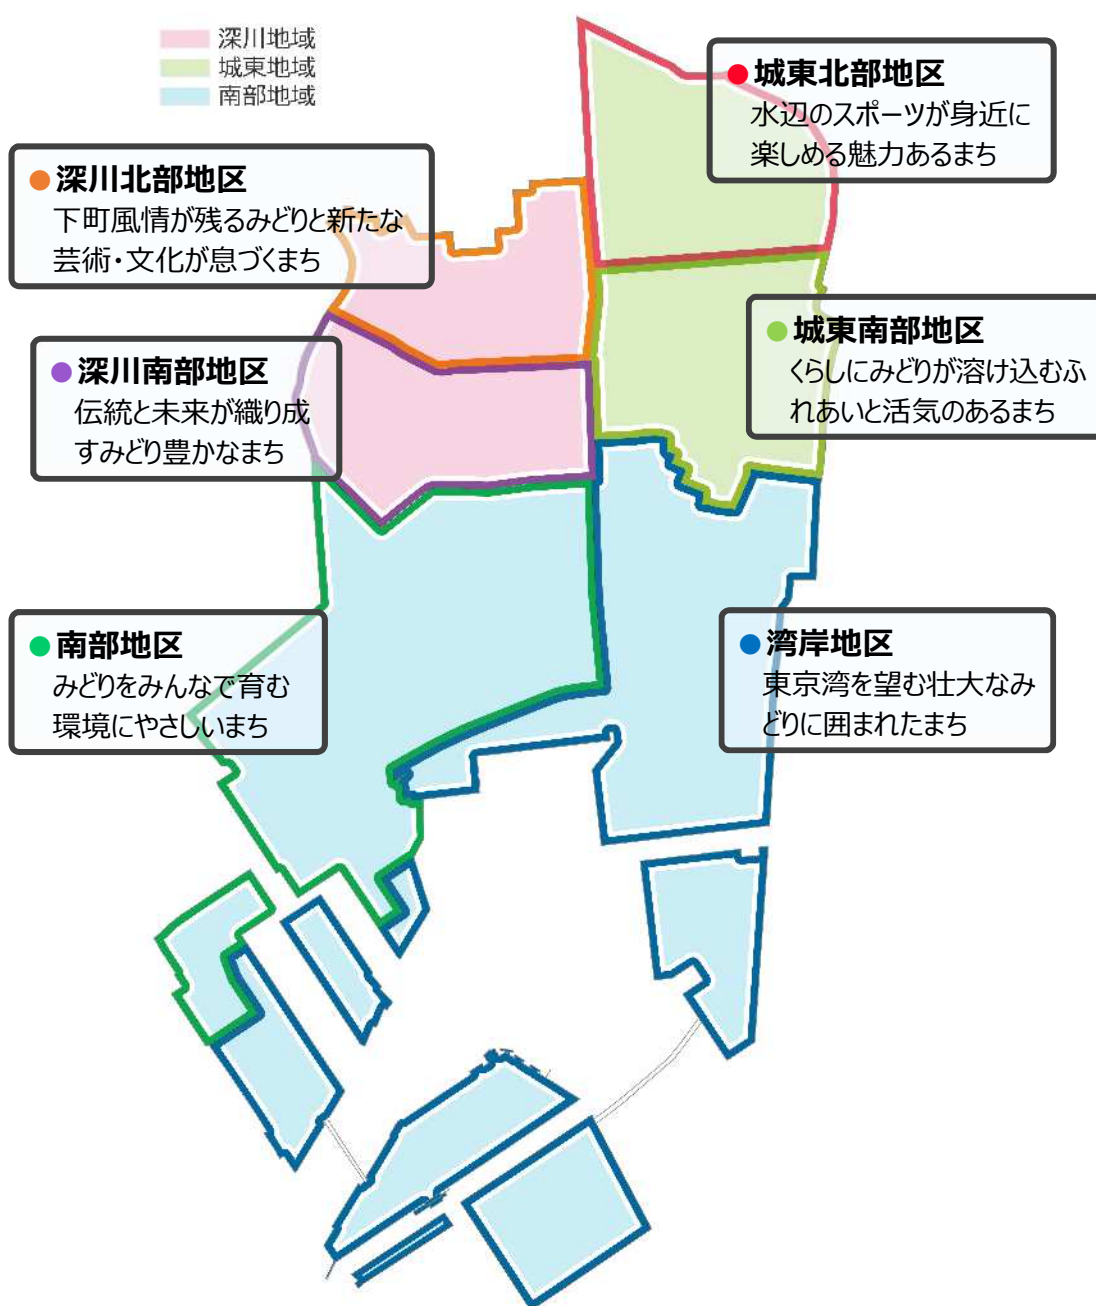 深川地域
城東地域
南部地域
城東北部地区
水辺のスポーツが身近に
楽しめる魅力あるまち
深川北部地区
下町風情が残るみどりと新たな
芸術・文化が息づくまち
城東南部地区
くらしにみどりが溶け込むふ
れあいと活気のあるまち
深川南部地区
伝統と未来が織り成
すみどり豊かなまち
南部地区
みどりをみんなで育む
環境にやさしいまち
湾岸地区
東京湾を望む壮大なみ
どりに囲まれたまち